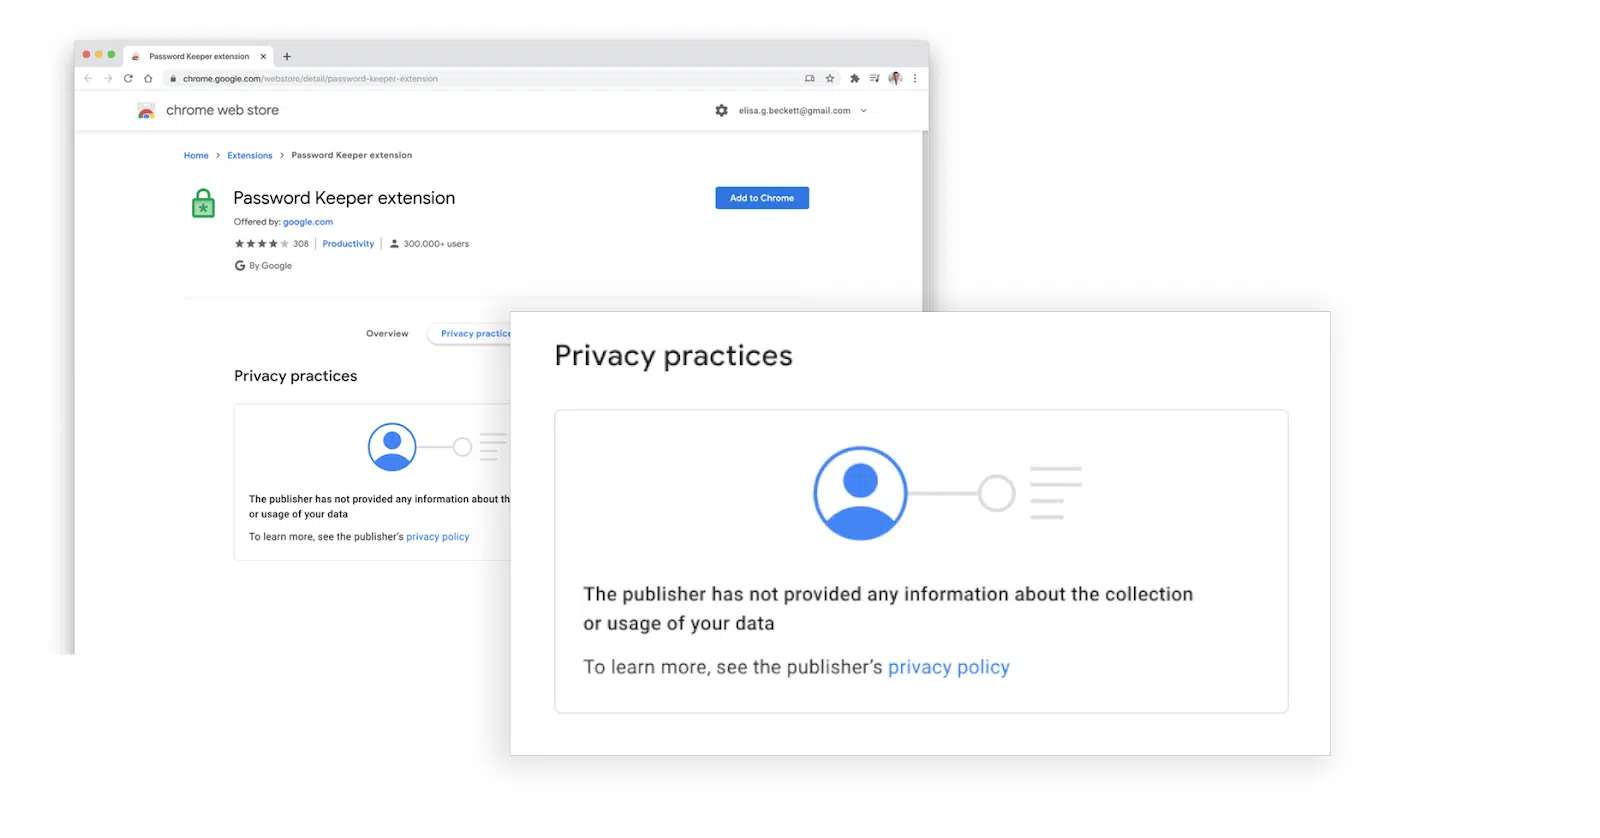 Password Keeper extension
chrome.google.com/webstore/detail/password-keeper-extension
chrome web store
elisa.g.beckett@gmail.com
Home > Extensions > Password Keeper extension
Password Keeper extension
Add to Chrome
Offered by: google.com
308 | Productivity | 300,000+ users
G By Google
Overview
Privacy practice
Privacy practices
The publisher has not provided any information about th
or usage of your data
To learn more, see the publisher's privacy policy
Privacy practices
The publisher has not provided any information about the collection
or usage of your data
To learn more, see the publisher's privacy policy